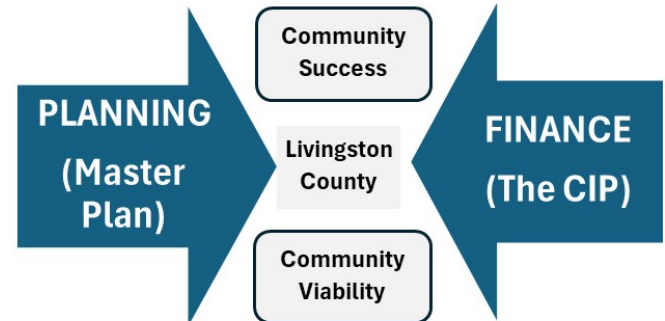 PLANNING
(Master
Plan)
Community
Success
Livingston
County
Community
Viability
FINANCE
(The CIP)